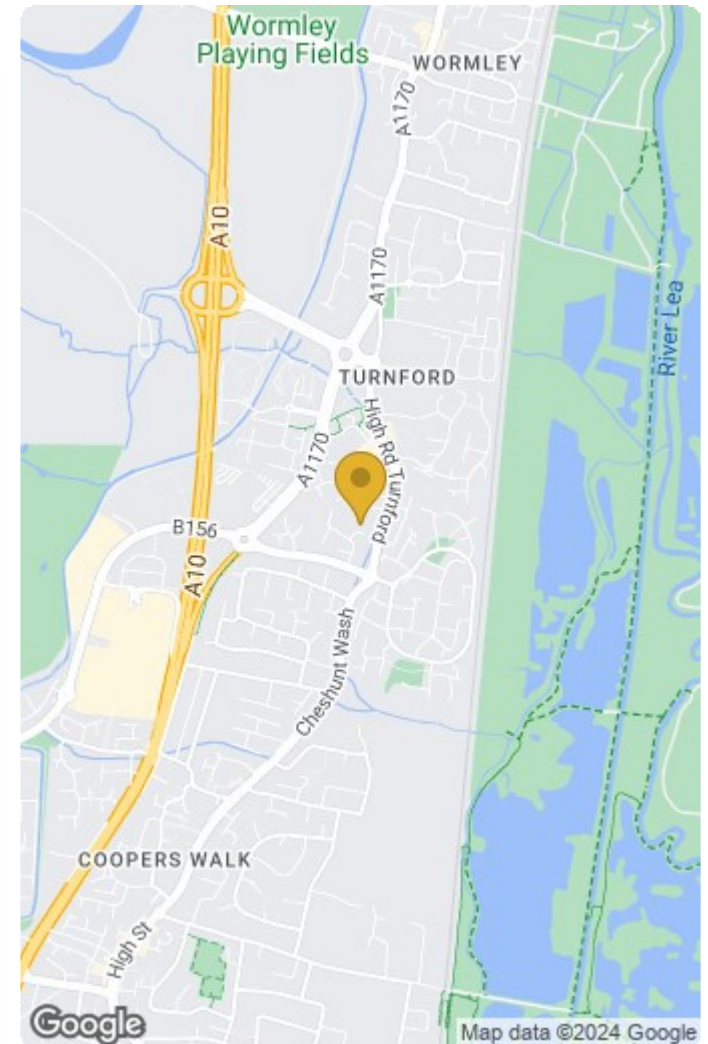 Wormley
Playing Fields
WORMLEY
A1170
A10
A1170
River Lea
TURNFORD
High Rd Turnford
A1170
B156
A10
Cheshunt Wash
COOPERS WALK
High St
Google
Map data ©2024 Google